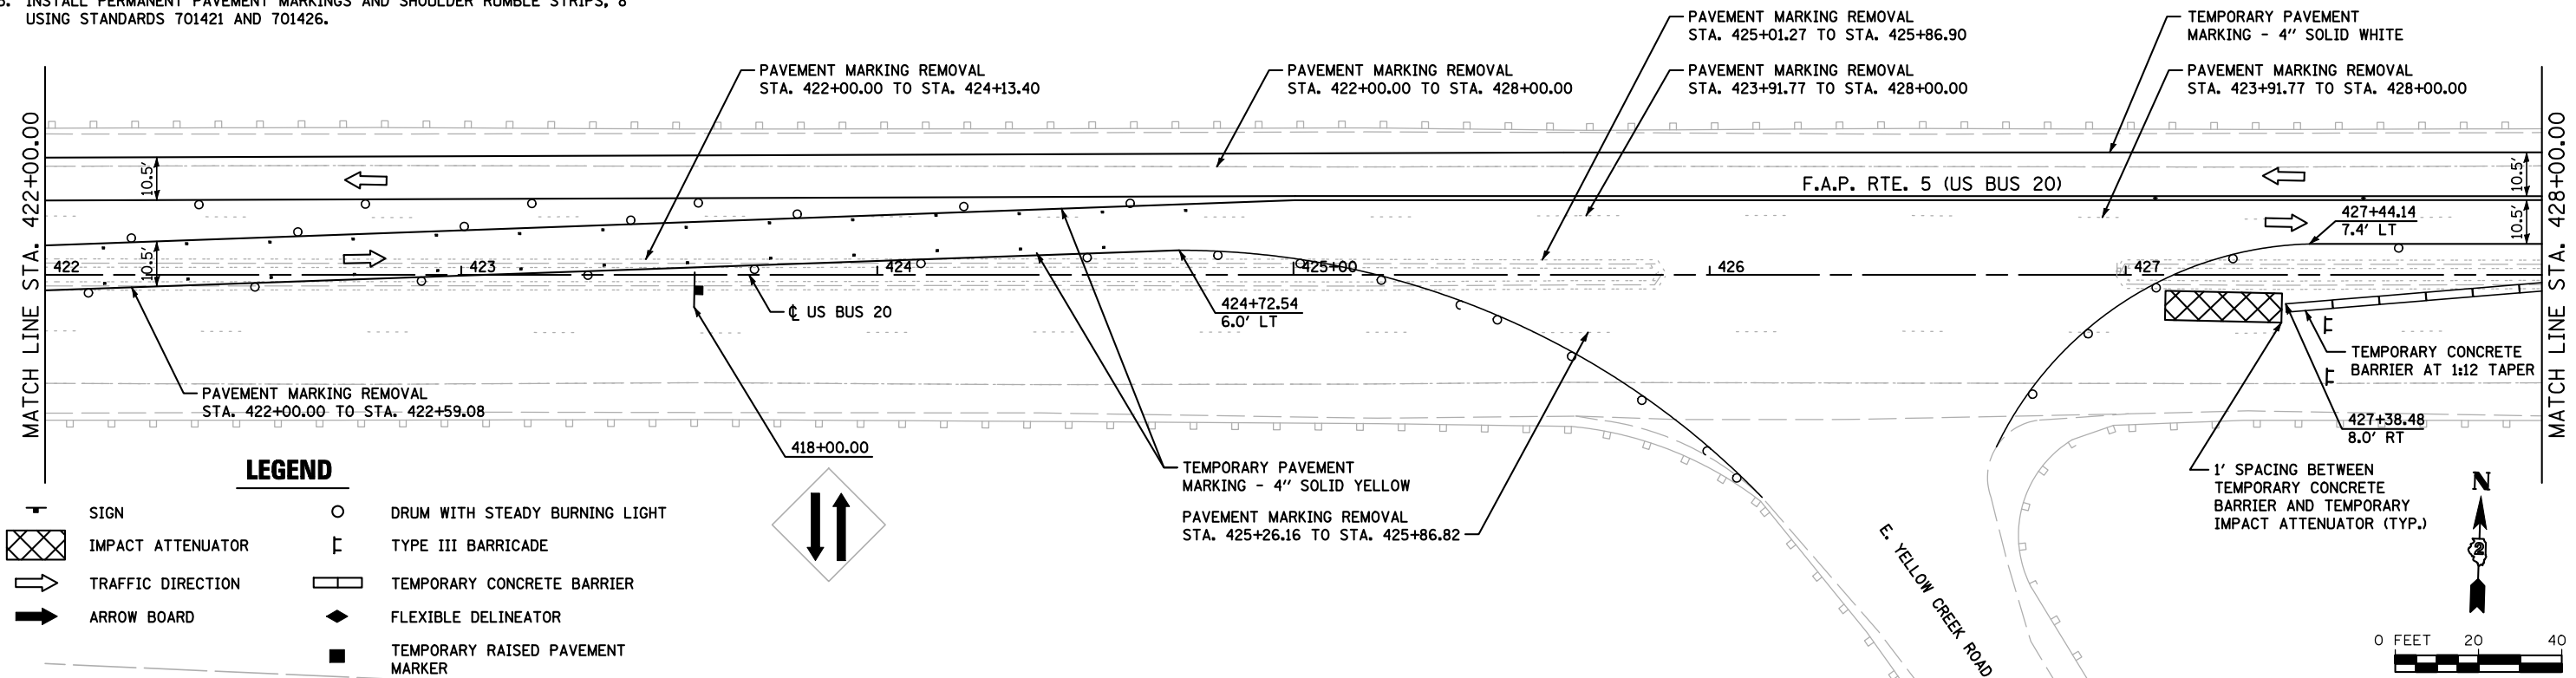 INSTALL PERMANENT PAVEMENT MARKINGS AND SHOULDER RUMBLE STRIPS, 8"
USING STANDARDS 701421 AND 701426.
PAVEMENT MARKING REMOVAL
STA. 425+01.27 TO STA. 425+86.90
TEMPORARY PAVEMENT
MARKING - 4" SOLID WHITE
PAVEMENT MARKING REMOVAL
STA. 422+00.00 TO STA. 424+13.40
PAVEMENT MARKING REMOVAL
STA. 422+00.00 TO STA. 428+00.00
PAVEMENT MARKING REMOVAL
STA. 423+91.77 TO STA. 428+00.00
PAVEMENT MARKING REMOVAL
STA. 423+91.77 TO STA. 428+00.00
MATCH LINE STA. 422+00.00
MATCH LINE STA. 428+00.00
10.5'
10.5'
10.5'
10.5'
F.A.P. RTE. 5 (US BUS 20)
427+44.14
7.4' LT
422
423
424
425+00
426
427
℄ US BUS 20
424+72.54
6.0' LT
TEMPORARY CONCRETE
BARRIER AT 1:12 TAPER
PAVEMENT MARKING REMOVAL
STA. 422+00.00 TO STA. 422+59.08
427+38.48
8.0' RT
418+00.00
TEMPORARY PAVEMENT
MARKING - 4" SOLID YELLOW
PAVEMENT MARKING REMOVAL
STA. 425+26.16 TO STA. 425+86.82
1' SPACING BETWEEN
TEMPORARY CONCRETE
BARRIER AND TEMPORARY
IMPACT ATTENUATOR (TYP.)
E. YELLOW CREEK ROAD
LEGEND
SIGN
DRUM WITH STEADY BURNING LIGHT
IMPACT ATTENUATOR
TYPE III BARRICADE
TRAFFIC DIRECTION
TEMPORARY CONCRETE BARRIER
ARROW BOARD
FLEXIBLE DELINEATOR
TEMPORARY RAISED PAVEMENT
MARKER
N
2
0 FEET 20 40